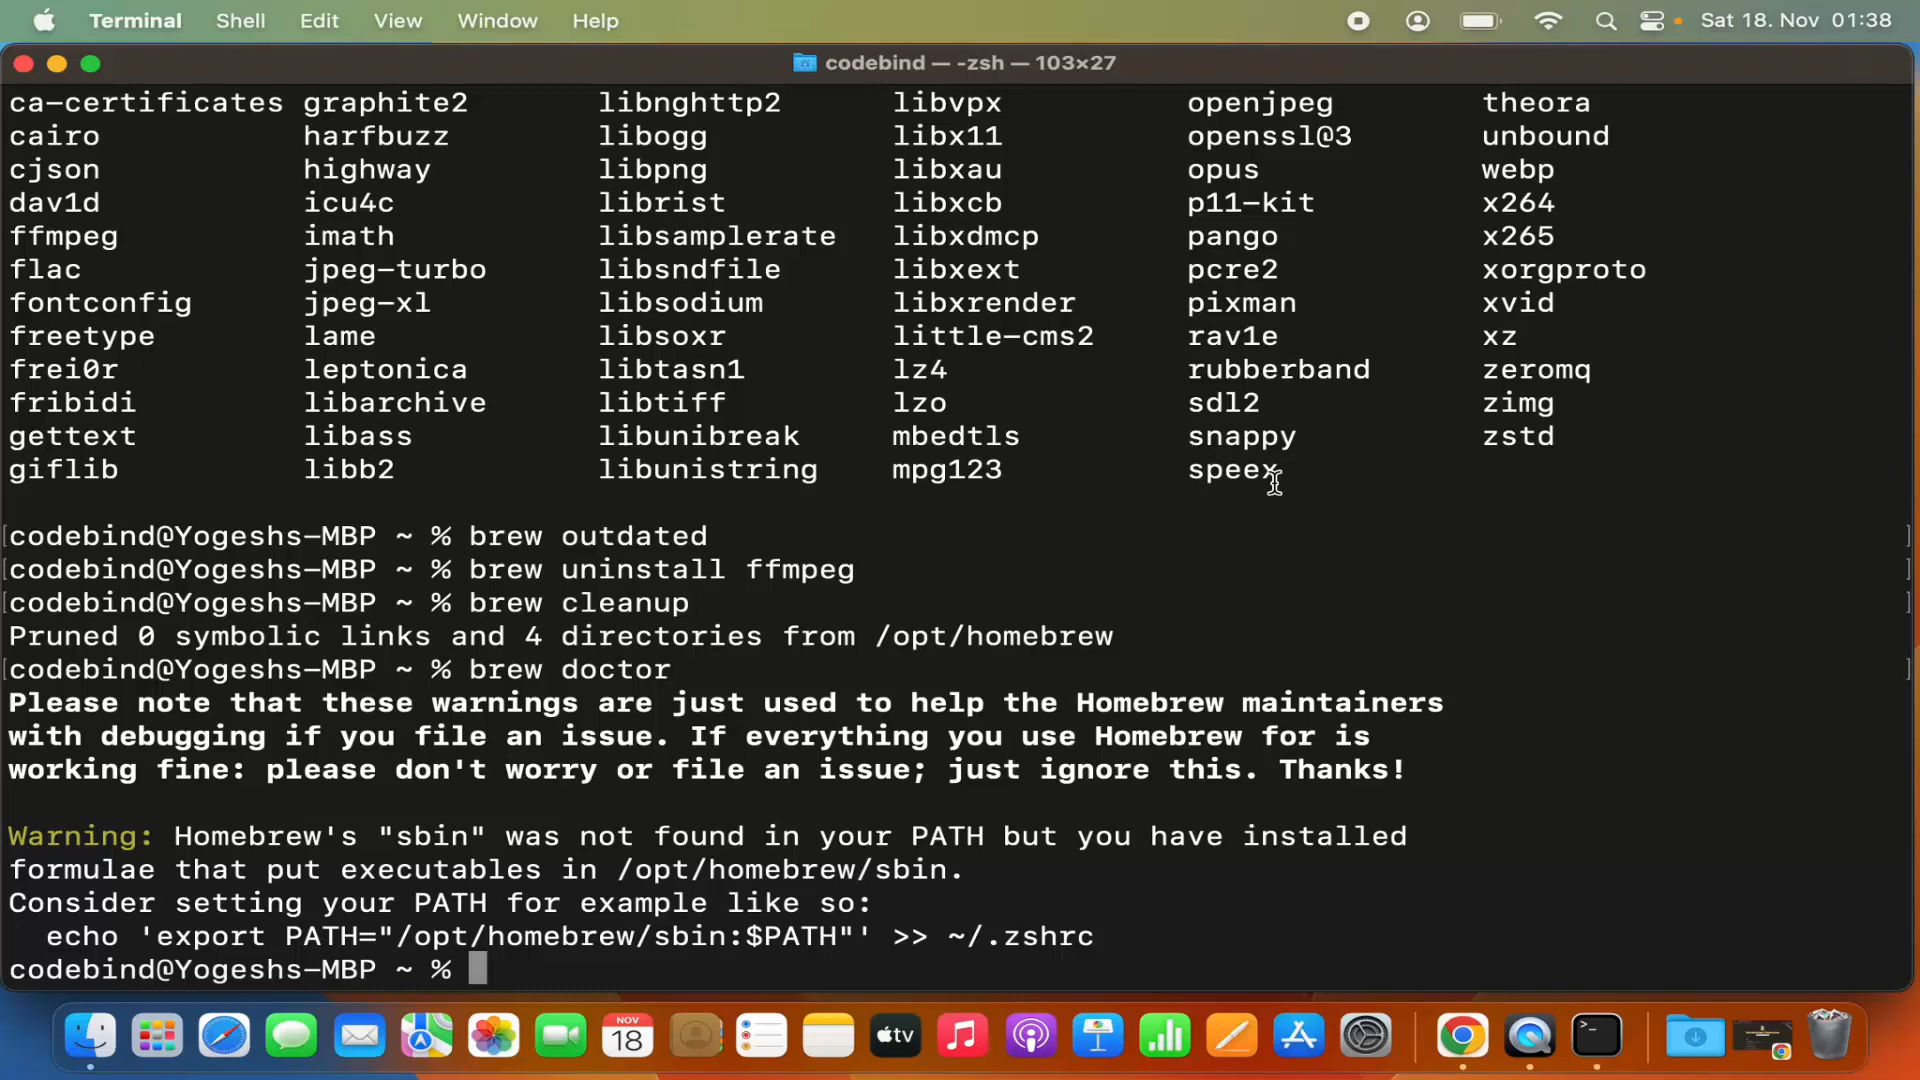 Terminal Shell Edit View Window Help Sat 18. Nov 01:38
codebind — -zsh — 103×27
ca-certificates graphite2 libnghttp2 libvpx openjpeg theora
cairo harfbuzz libogg libx11 openssl@3 unbound
cjson highway libpng libxau opus webp
dav1d icu4c librist libxcb p11-kit x264
ffmpeg imath libsamplerate libxdmcp pango x265
flac jpeg-turbo libsndfile libxext pcre2 xorgproto
fontconfig jpeg-xl libsodium libxrender pixman xvid
freetype lame libsoxr little-cms2 rav1e xz
frei0r leptonica libtasn1 lz4 rubberband zeromq
fribidi libarchive libtiff lzo sdl2 zimg
gettext libass libunibreak mbedtls snappy zstd
giflib libb2 libunistring mpg123 speex
[codebind@Yogeshs-MBP ~ % brew outdated ]
[codebind@Yogeshs-MBP ~ % brew uninstall ffmpeg ]
[codebind@Yogeshs-MBP ~ % brew cleanup ]
Pruned 0 symbolic links and 4 directories from /opt/homebrew
[codebind@Yogeshs-MBP ~ % brew doctor ]
Please note that these warnings are just used to help the Homebrew maintainers
with debugging if you file an issue. If everything you use Homebrew for is
working fine: please don't worry or file an issue; just ignore this. Thanks!
Warning: Homebrew's "sbin" was not found in your PATH but you have installed
formulae that put executables in /opt/homebrew/sbin.
Consider setting your PATH for example like so:
echo 'export PATH="/opt/homebrew/sbin:$PATH"' >> ~/.zshrc
codebind@Yogeshs-MBP ~ %
NOV
18
tv
>_